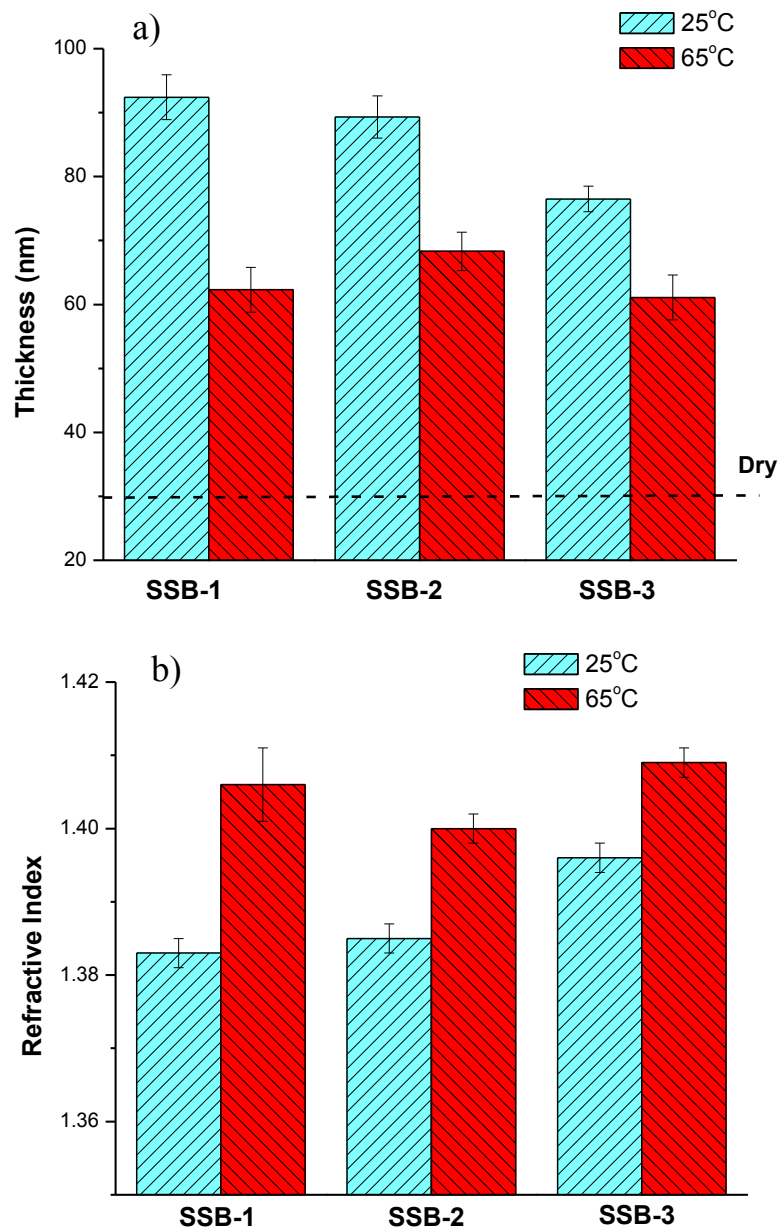 a)
25°C
65°C
100
80
60
40
20
Thickness (nm)
Dry
SSB-1 SSB-2 SSB-3
b)
25°C
65°C
1.42
1.40
1.38
1.36
Refractive Index
SSB-1 SSB-2 SSB-3